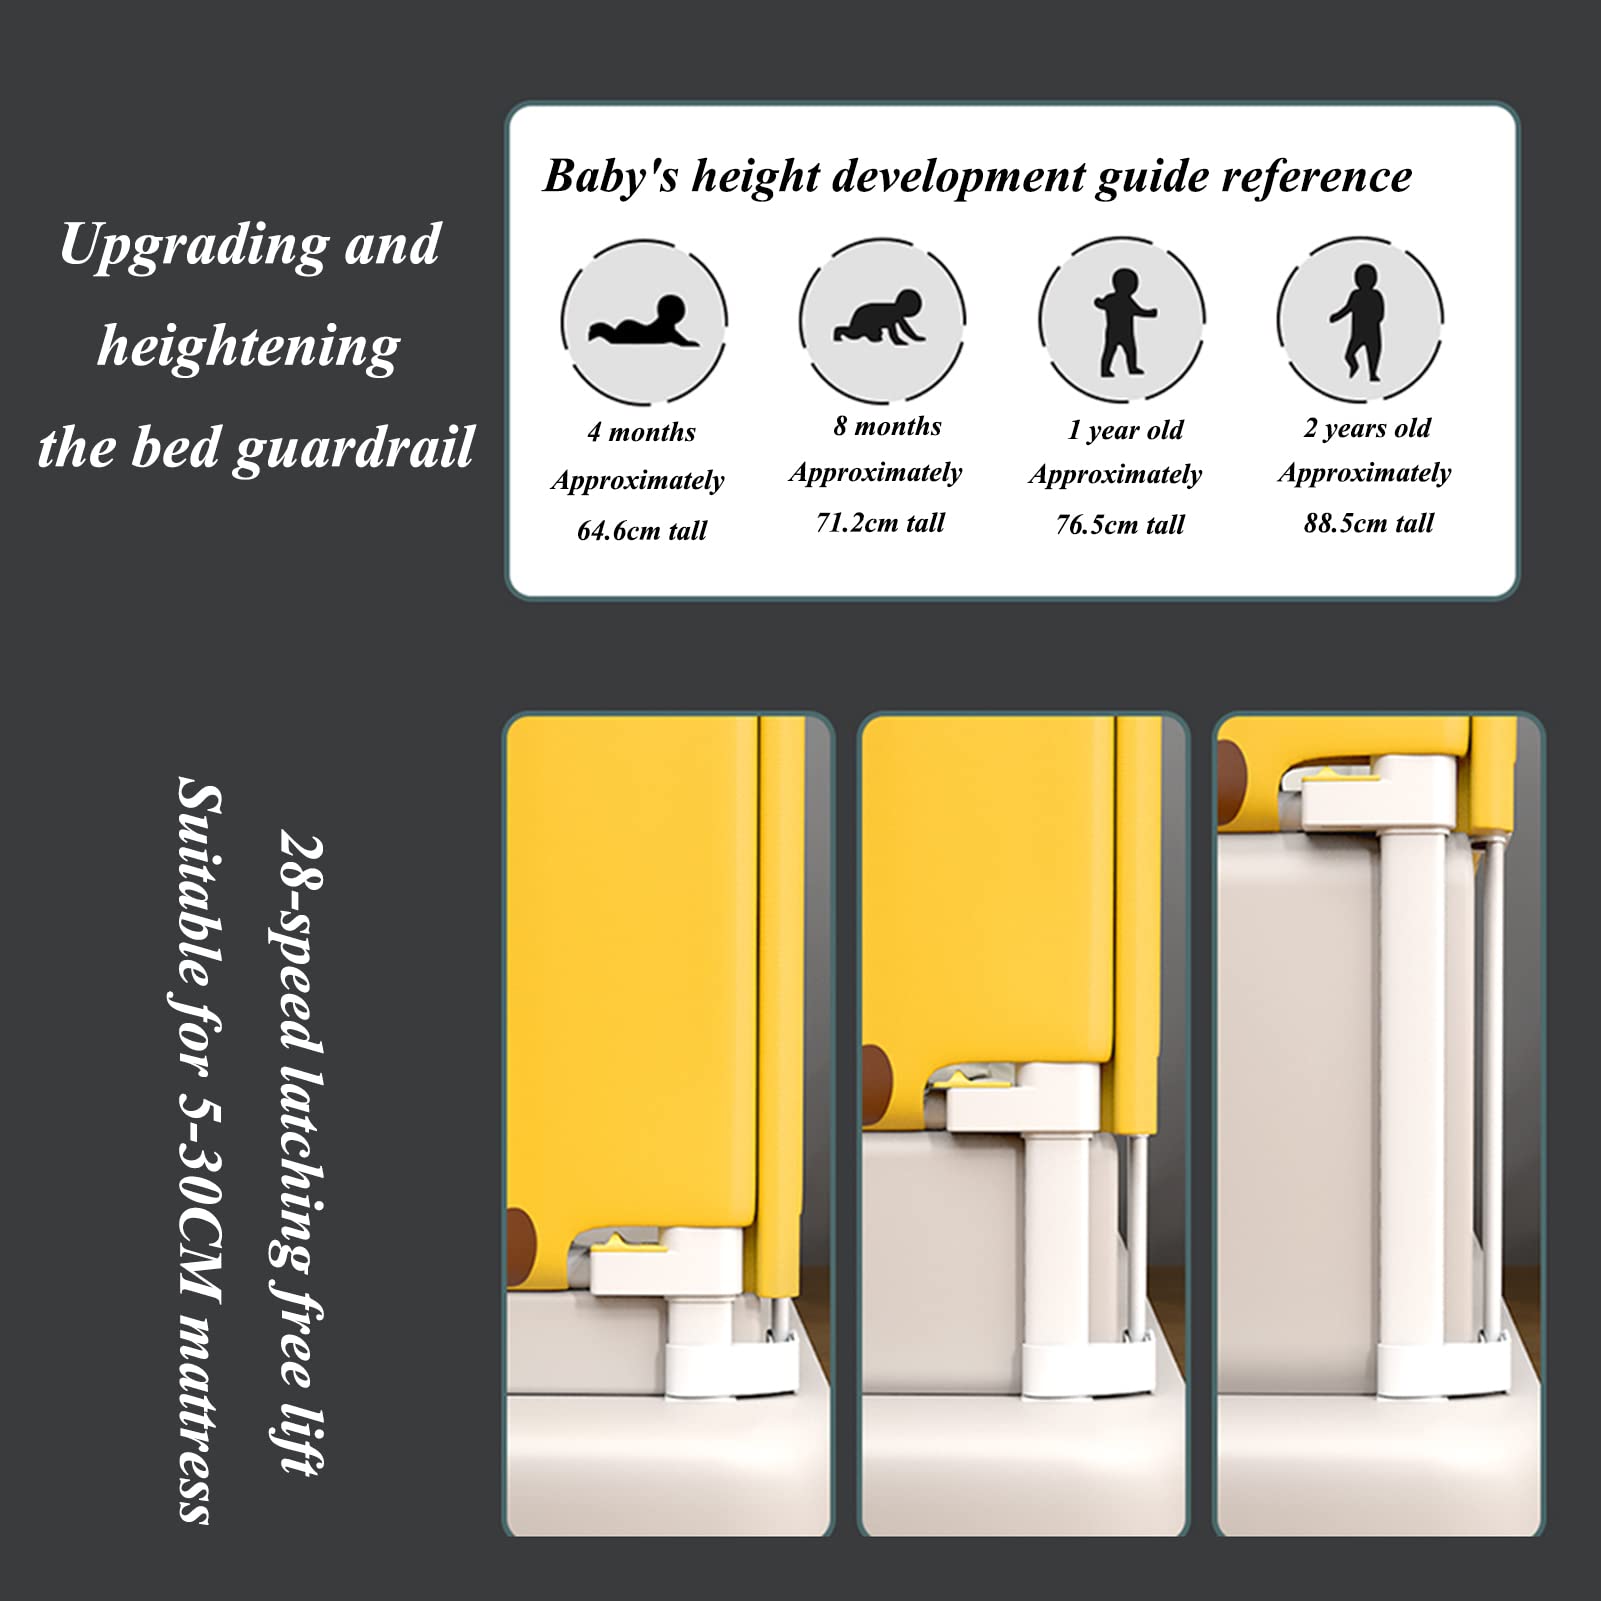 Upgrading and
heightening
the bed guardrail
Baby's height development guide reference
4 months
Approximately
64.6cm tall
8 months
Approximately
71.2cm tall
1 year old
Approximately
76.5cm tall
2 years old
Approximately
88.5cm tall
28-speed latching free lift
Suitable for 5-30CM mattress